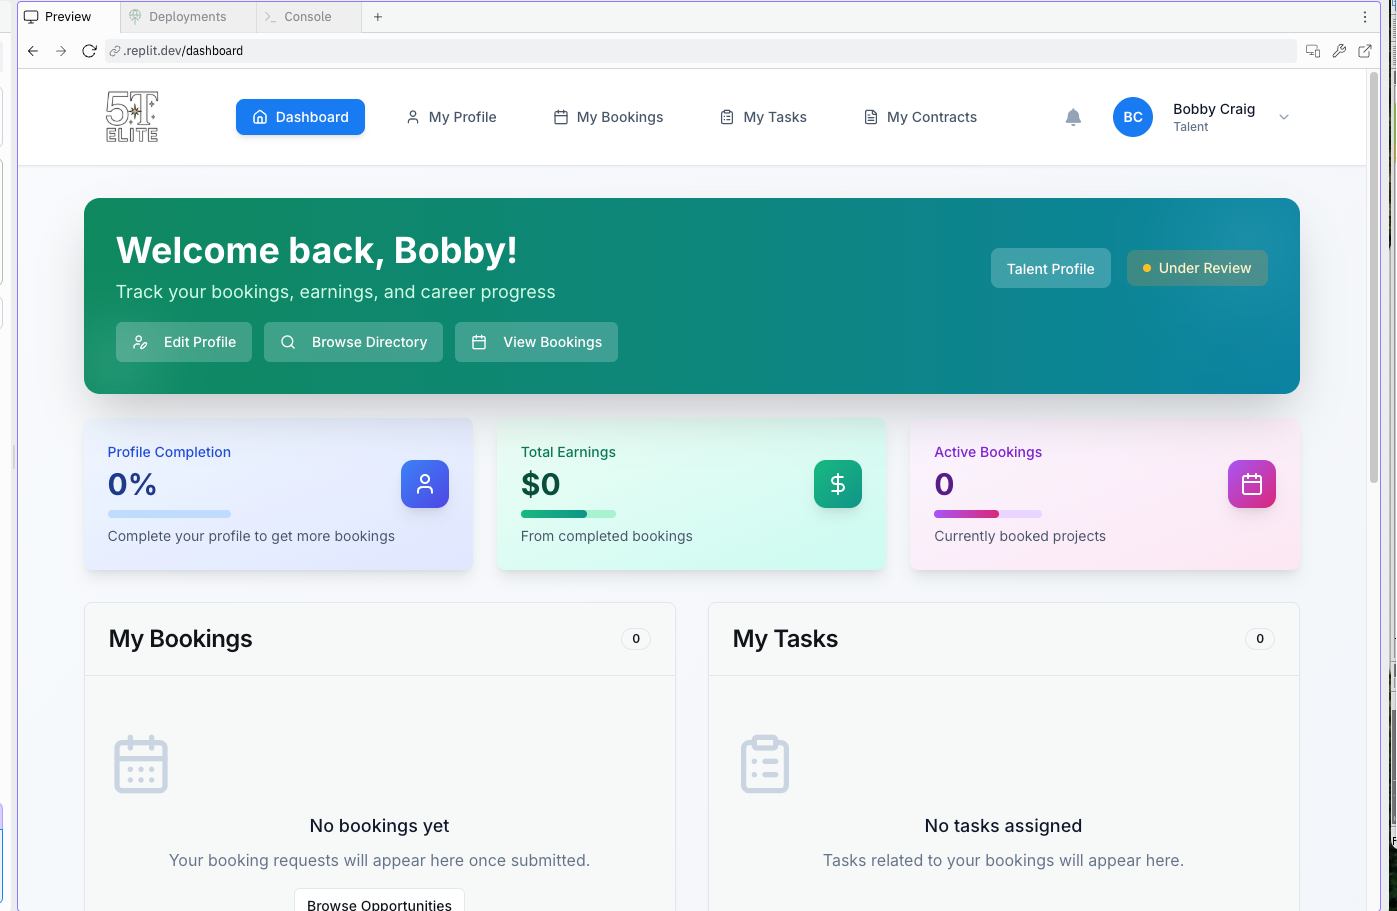 Preview
Deployments
Console
.replit.dev/dashboard
5T
ELITE
Dashboard
My Profile
My Bookings
My Tasks
My Contracts
BC
Bobby Craig
Talent
Welcome back, Bobby!
Track your bookings, earnings, and career progress
Talent Profile
Under Review
Edit Profile
Browse Directory
View Bookings
Profile Completion
0%
Complete your profile to get more bookings
Total Earnings
$0
From completed bookings
Active Bookings
0
Currently booked projects
My Bookings
0
No bookings yet
Your booking requests will appear here once submitted.
Browse Opportunities
My Tasks
0
No tasks assigned
Tasks related to your bookings will appear here.